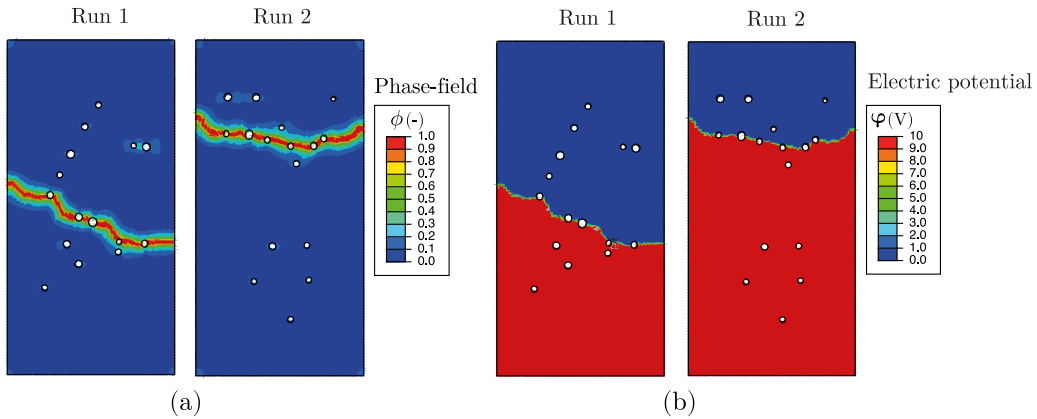 Run 1
Run 2
Phase-field
ϕ (-)
1.0
0.9
0.8
0.7
0.6
0.5
0.4
0.3
0.2
0.1
0.0
(a)
Run 1
Run 2
Electric potential
φ (V)
10
9.0
8.0
7.0
6.0
5.0
4.0
3.0
2.0
1.0
0.0
(b)